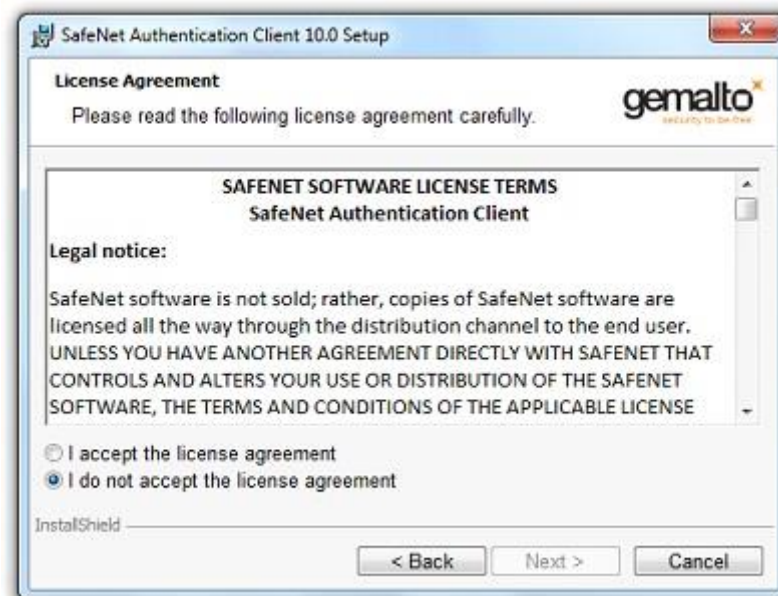 SafeNet Authentication Client 10.0 Setup
License Agreement
Please read the following license agreement carefully.
gemalto
security to be free
SAFENET SOFTWARE LICENSE TERMS
SafeNet Authentication Client
Legal notice:
SafeNet software is not sold; rather, copies of SafeNet software are
licensed all the way through the distribution channel to the end user.
UNLESS YOU HAVE ANOTHER AGREEMENT DIRECTLY WITH SAFENET THAT
CONTROLS AND ALTERS YOUR USE OR DISTRIBUTION OF THE SAFENET
SOFTWARE, THE TERMS AND CONDITIONS OF THE APPLICABLE LICENSE
I accept the license agreement
I do not accept the license agreement
InstallShield
< Back Next > Cancel